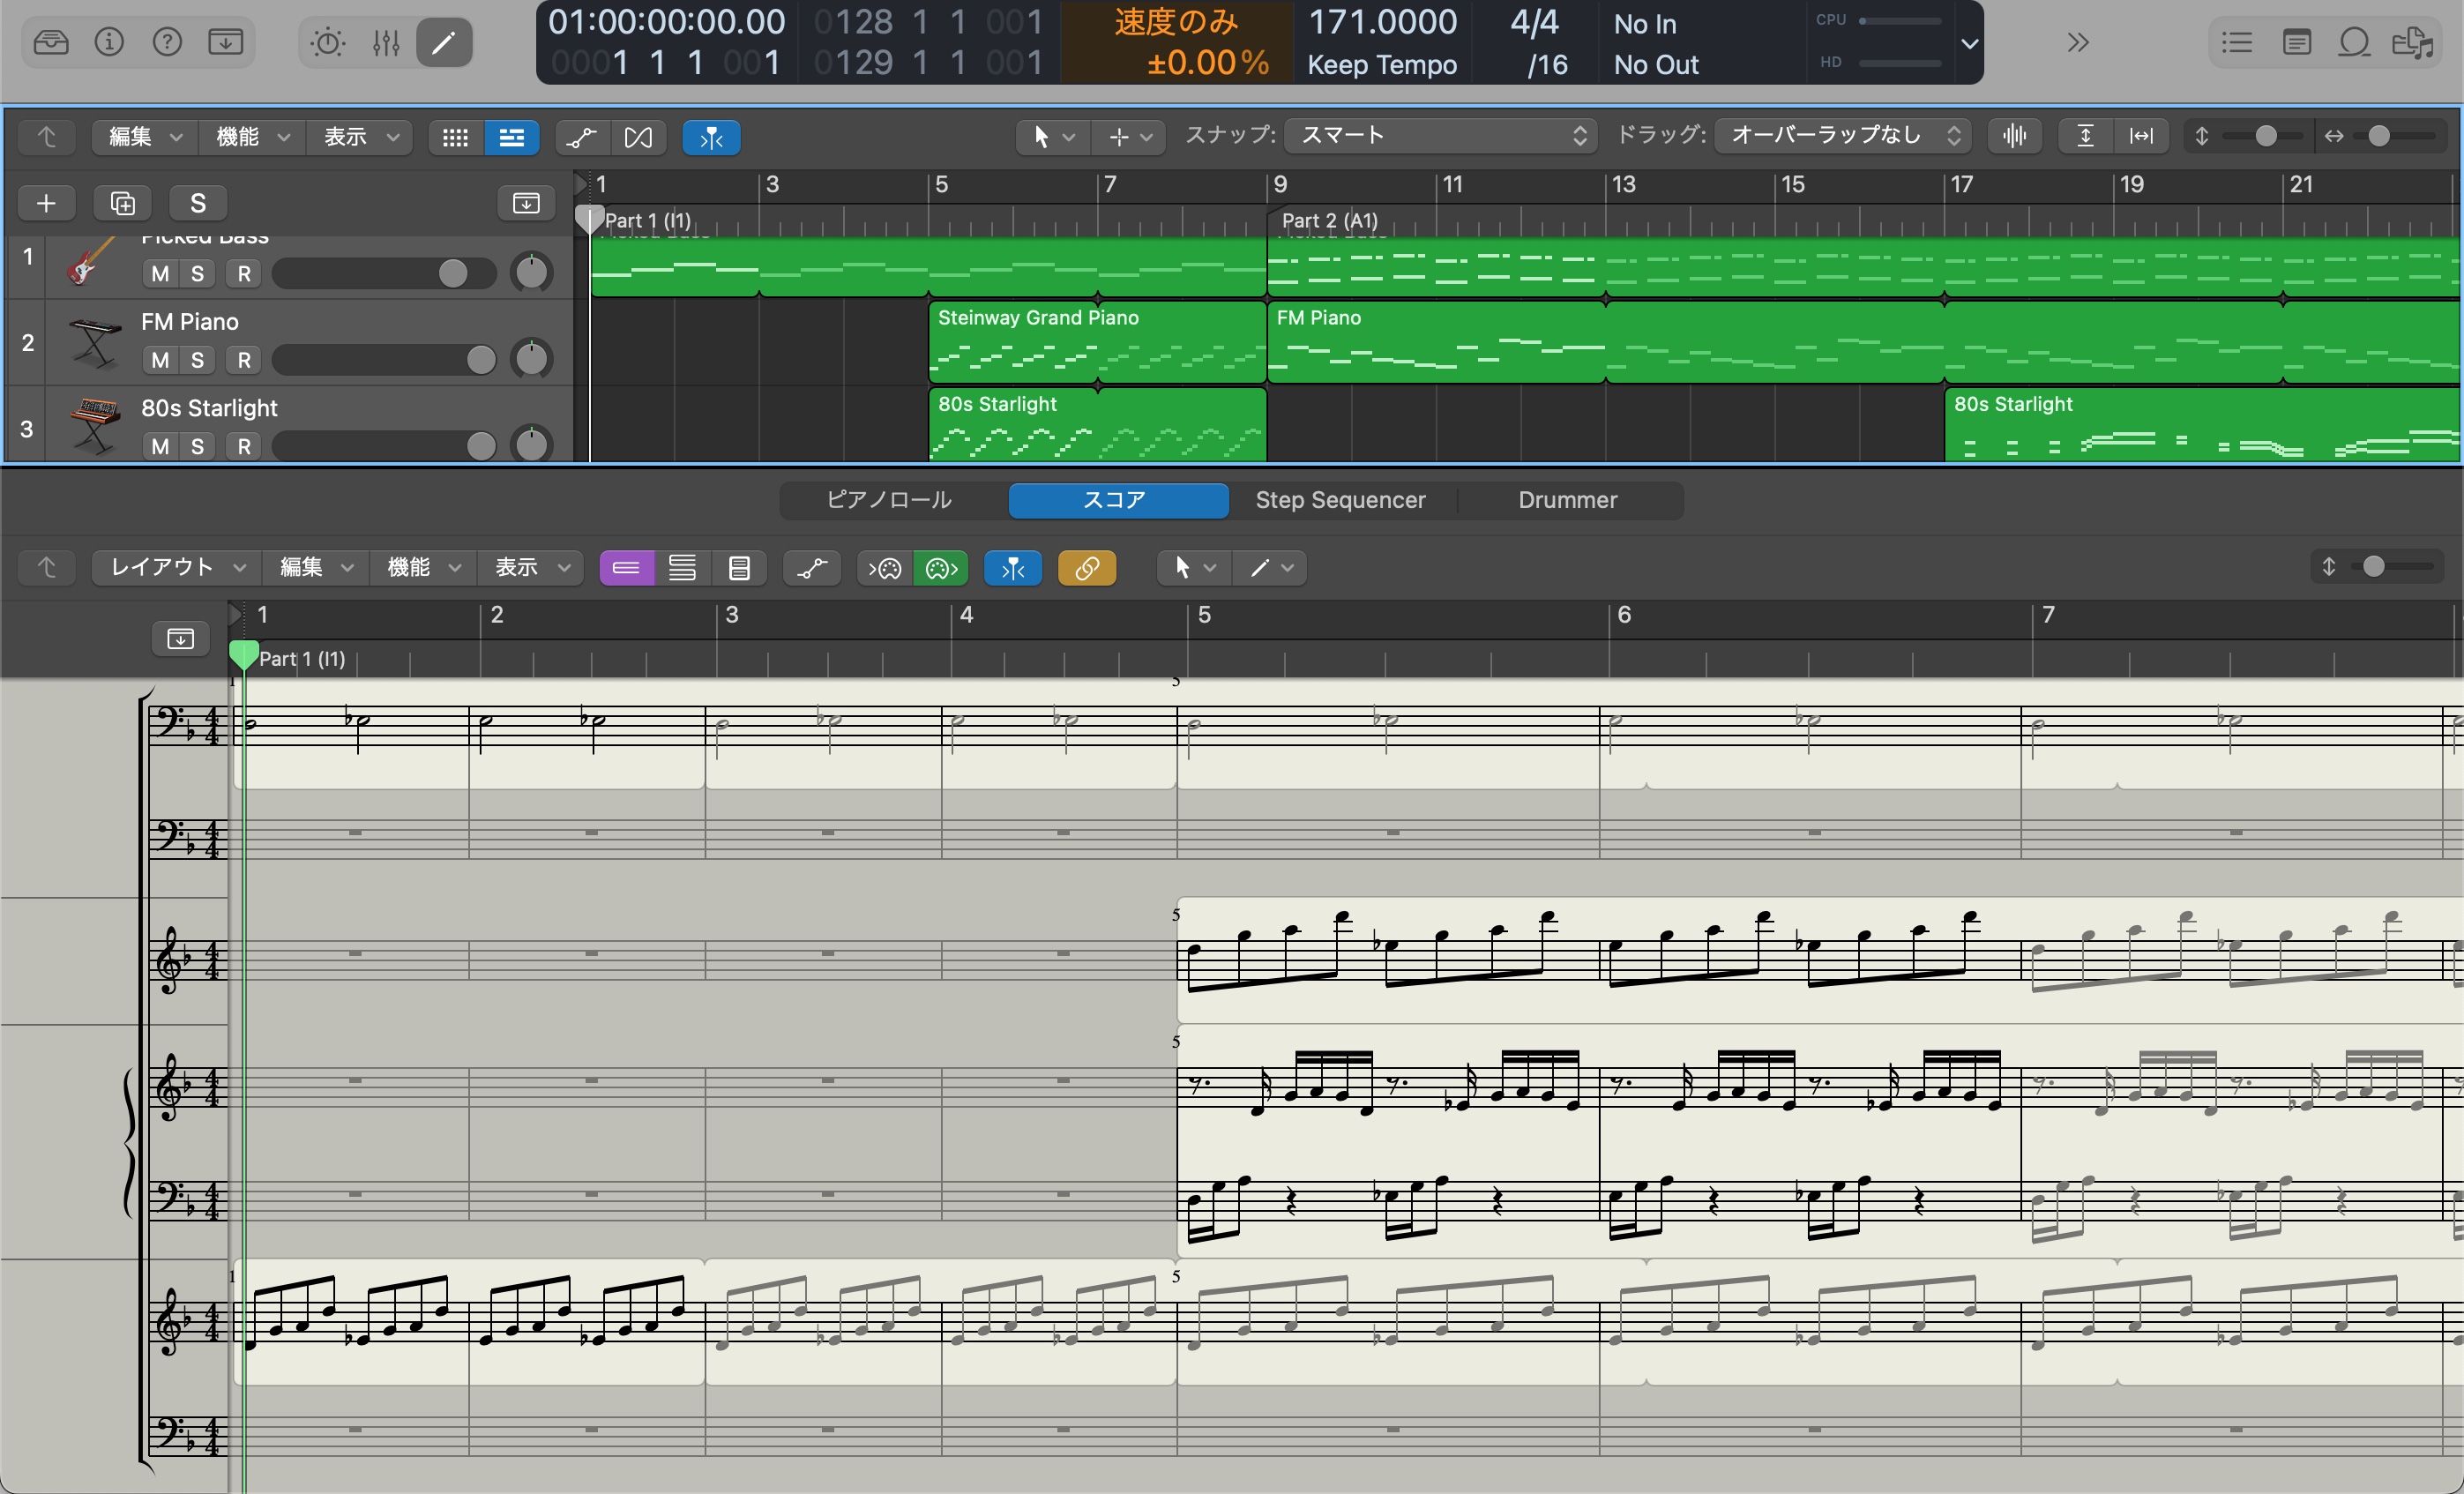 01:00:00:00.00
0001 1 1 001
0128 1 1 001
0129 1 1 001
速度のみ
±0.00%
171.0000
Keep Tempo
4/4
/16
No In
No Out
CPU
HD
編集 機能 表示 スナップ: スマート ドラッグ: オーバーラップなし
S
1 3 5 7 9 11 13 15 17 19 21
Part 1 (I1) Part 2 (A1)
1 Picked Bass
M S R
2 FM Piano
M S R
Steinway Grand Piano FM Piano
3 80s Starlight
M S R
80s Starlight 80s Starlight
ピアノロール スコア Step Sequencer Drummer
レイアウト 編集 機能 表示
1 2 3 4 5 6 7
Part 1 (I1)
1 5
5
5
1 5